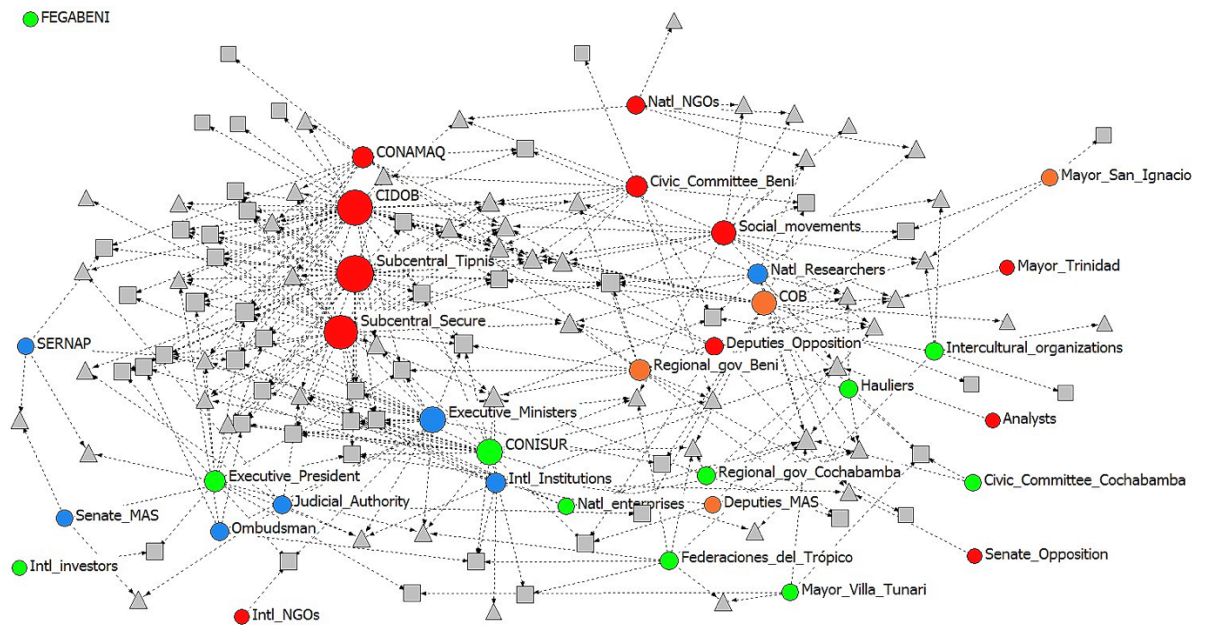 FEGABENI
Natl_NGOs
CONAMAQ
Civic_Committee_Beni
Mayor_San_Ignacio
CIDOB
Social_movements
Subcentral_Tipnis
Natl_Researchers
Mayor_Trinidad
COB
Subcentral_Secure
SERNAP
Deputies_Opposition
Intercultural_organizations
Regional_gov_Beni
Hauliers
Executive_Ministers
Analysts
CONISUR
Executive_President
Intl_Institutions
Regional_gov_Cochabamba
Civic_Committee_Cochabamba
Judicial_Authority
Natl_enterprises
Deputies_MAS
Senate_MAS
Ombudsman
Senate_Opposition
Intl_investors
Federaciones_del_Trópico
Mayor_Villa_Tunari
Intl_NGOs